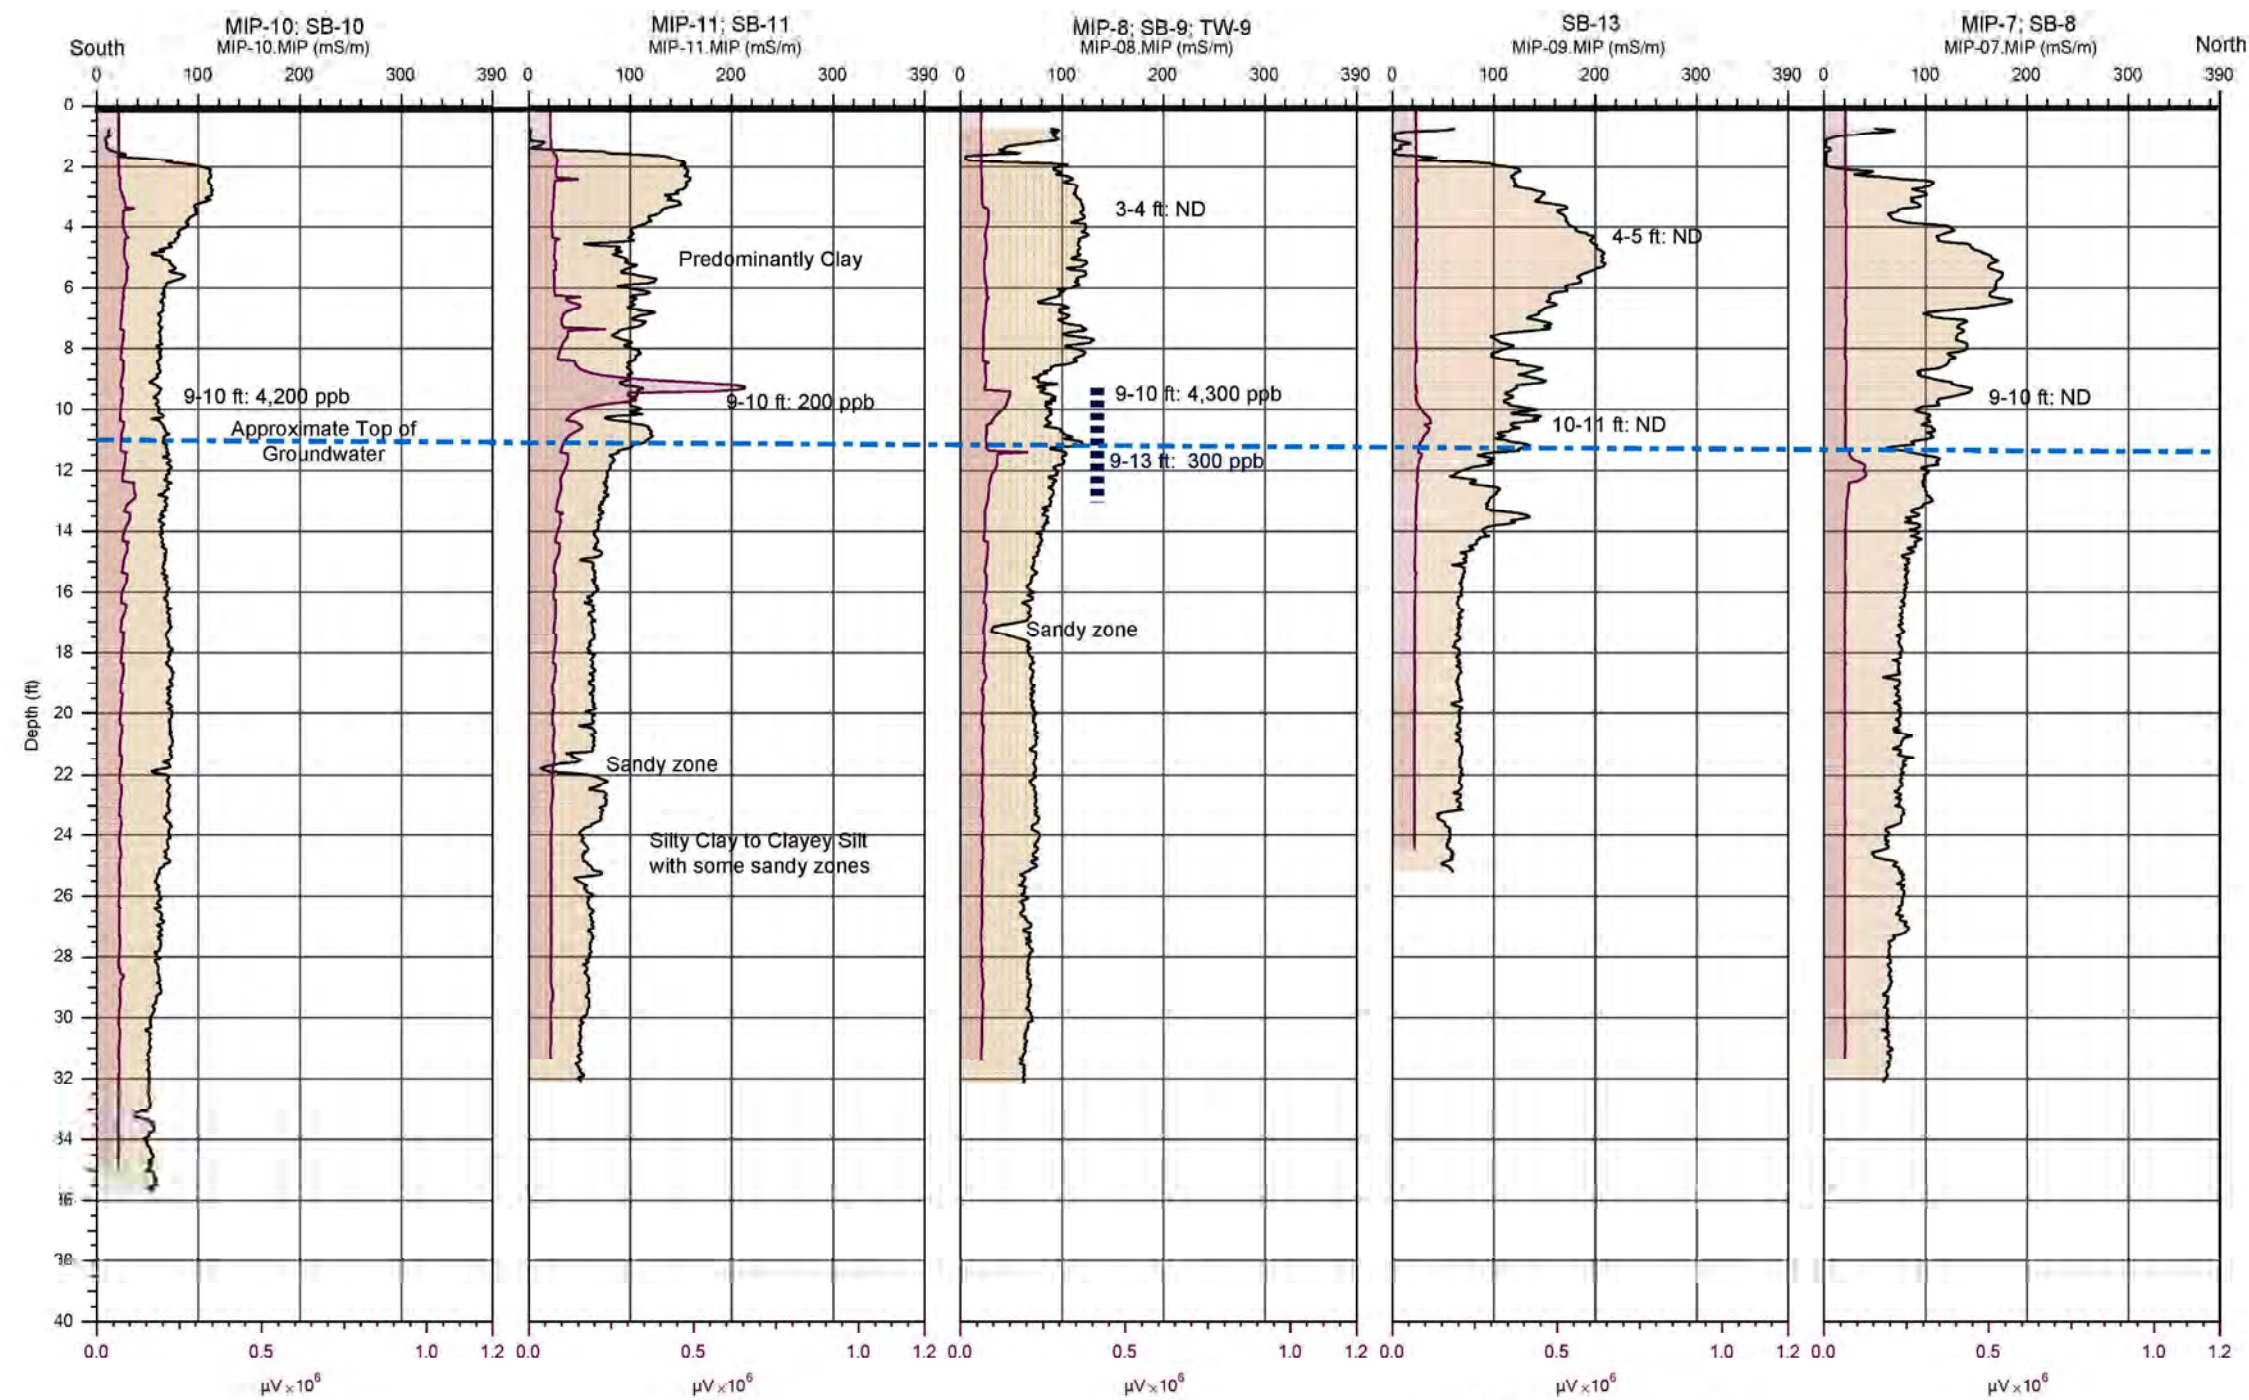 MIP-10; SB-10
MIP-10.MIP (mS/m)
MIP-11; SB-11
MIP-11.MIP (mS/m)
MIP-8; SB-9; TW-9
MIP-08.MIP (mS/m)
SB-13
MIP-09.MIP (mS/m)
MIP-7; SB-8
MIP-07.MIP (mS/m)
South
North
0 100 200 300 390
0 100 200 300 390
0 100 200 300 390
0 100 200 300 390
0 100 200 300 390
Depth (ft)
0
2
4
6
8
10
12
14
16
18
20
22
24
26
28
30
32
34
36
38
40
9-10 ft: 4,200 ppb
Approximate Top of
Groundwater
Predominantly Clay
9-10 ft: 200 ppb
Sandy zone
Silty Clay to Clayey Silt
with some sandy zones
3-4 ft: ND
9-10 ft: 4,300 ppb
9-13 ft: 300 ppb
Sandy zone
4-5 ft: ND
10-11 ft: ND
9-10 ft: ND
0.0 0.5 1.0 1.2
0.0 0.5 1.0 1.2
0.0 0.5 1.0 1.2
0.0 0.5 1.0 1.2
0.0 0.5 1.0 1.2
µV×10⁶
µV×10⁶
µV×10⁶
µV×10⁶
µV×10⁶